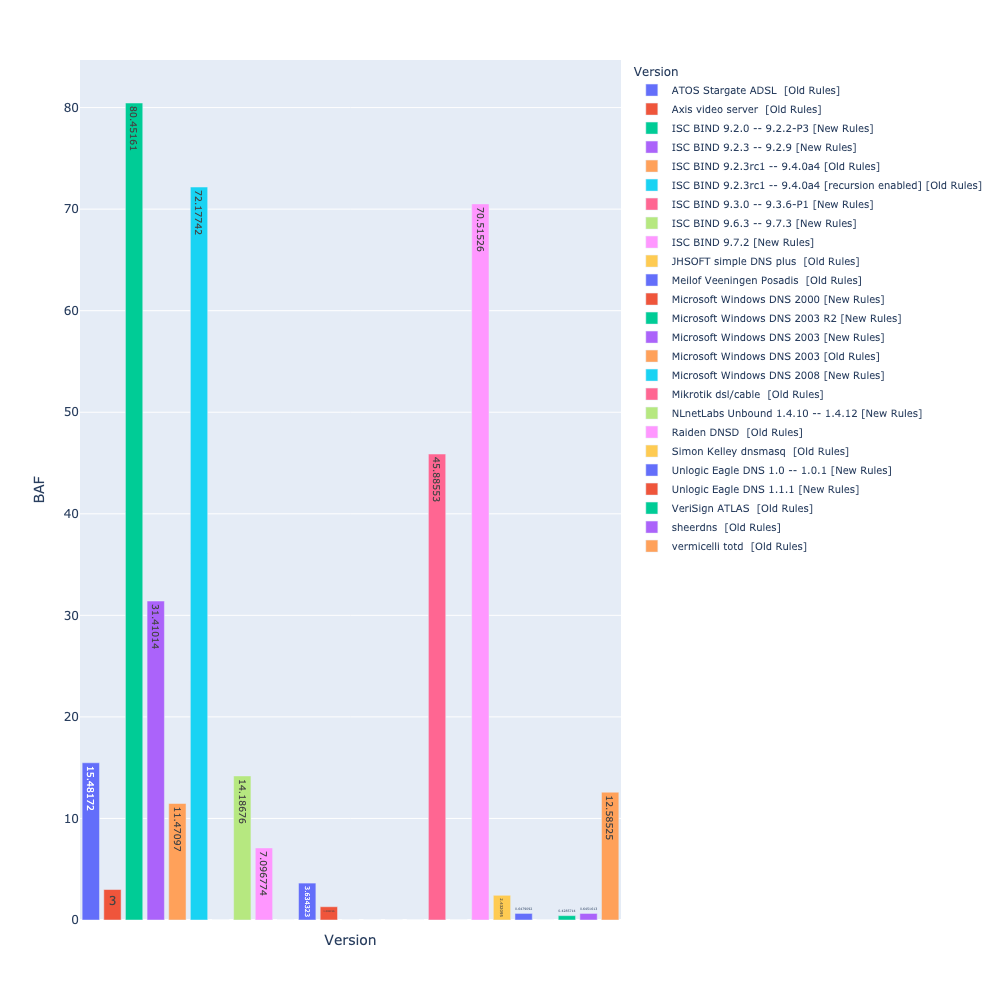 80
70
60
50
40
30
20
10
0
BAF
Version
15.48172
3
80.45161
31.41014
11.47097
72.17742
14.18676
7.096774
3.634323
45.88553
70.51526
12.58525
Version
ATOS Stargate ADSL [Old Rules]
Axis video server [Old Rules]
ISC BIND 9.2.0 -- 9.2.2-P3 [New Rules]
ISC BIND 9.2.3 -- 9.2.9 [New Rules]
ISC BIND 9.2.3rc1 -- 9.4.0a4 [Old Rules]
ISC BIND 9.2.3rc1 -- 9.4.0a4 [recursion enabled] [Old Rules]
ISC BIND 9.3.0 -- 9.3.6-P1 [New Rules]
ISC BIND 9.6.3 -- 9.7.3 [New Rules]
ISC BIND 9.7.2 [New Rules]
JHSOFT simple DNS plus [Old Rules]
Meilof Veeningen Posadis [Old Rules]
Microsoft Windows DNS 2000 [New Rules]
Microsoft Windows DNS 2003 R2 [New Rules]
Microsoft Windows DNS 2003 [New Rules]
Microsoft Windows DNS 2003 [Old Rules]
Microsoft Windows DNS 2008 [New Rules]
Mikrotik dsl/cable [Old Rules]
NLnetLabs Unbound 1.4.10 -- 1.4.12 [New Rules]
Raiden DNSD [Old Rules]
Simon Kelley dnsmasq [Old Rules]
Unlogic Eagle DNS 1.0 -- 1.0.1 [New Rules]
Unlogic Eagle DNS 1.1.1 [New Rules]
VeriSign ATLAS [Old Rules]
sheerdns [Old Rules]
vermicelli totd [Old Rules]